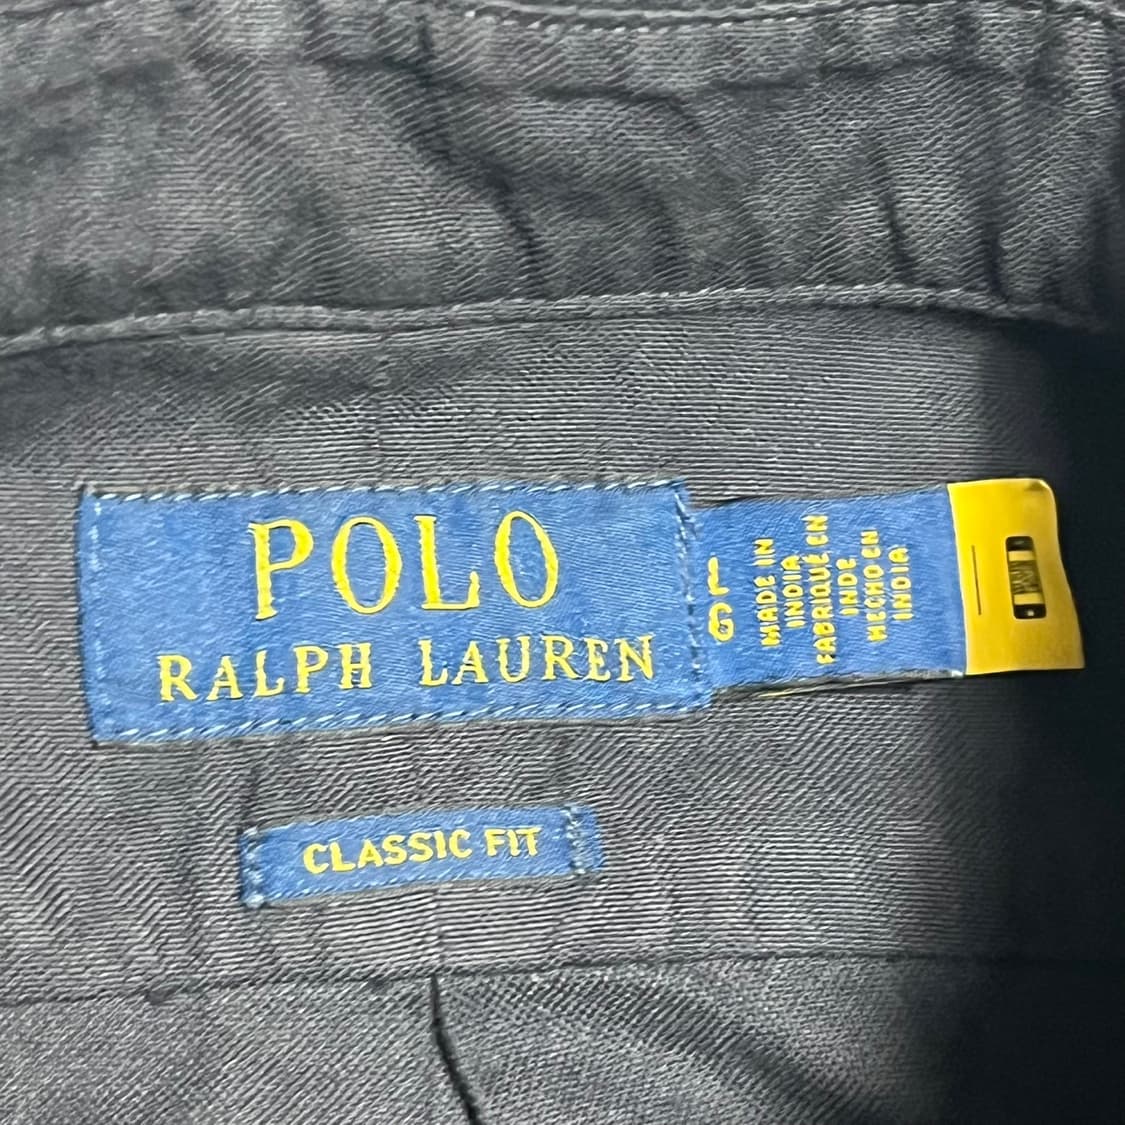 POLO
RALPH LAUREN
L
G
MADE IN
INDIA
FABRIQUÉ EN
INDE
HECHO EN
INDIA
CLASSIC FIT